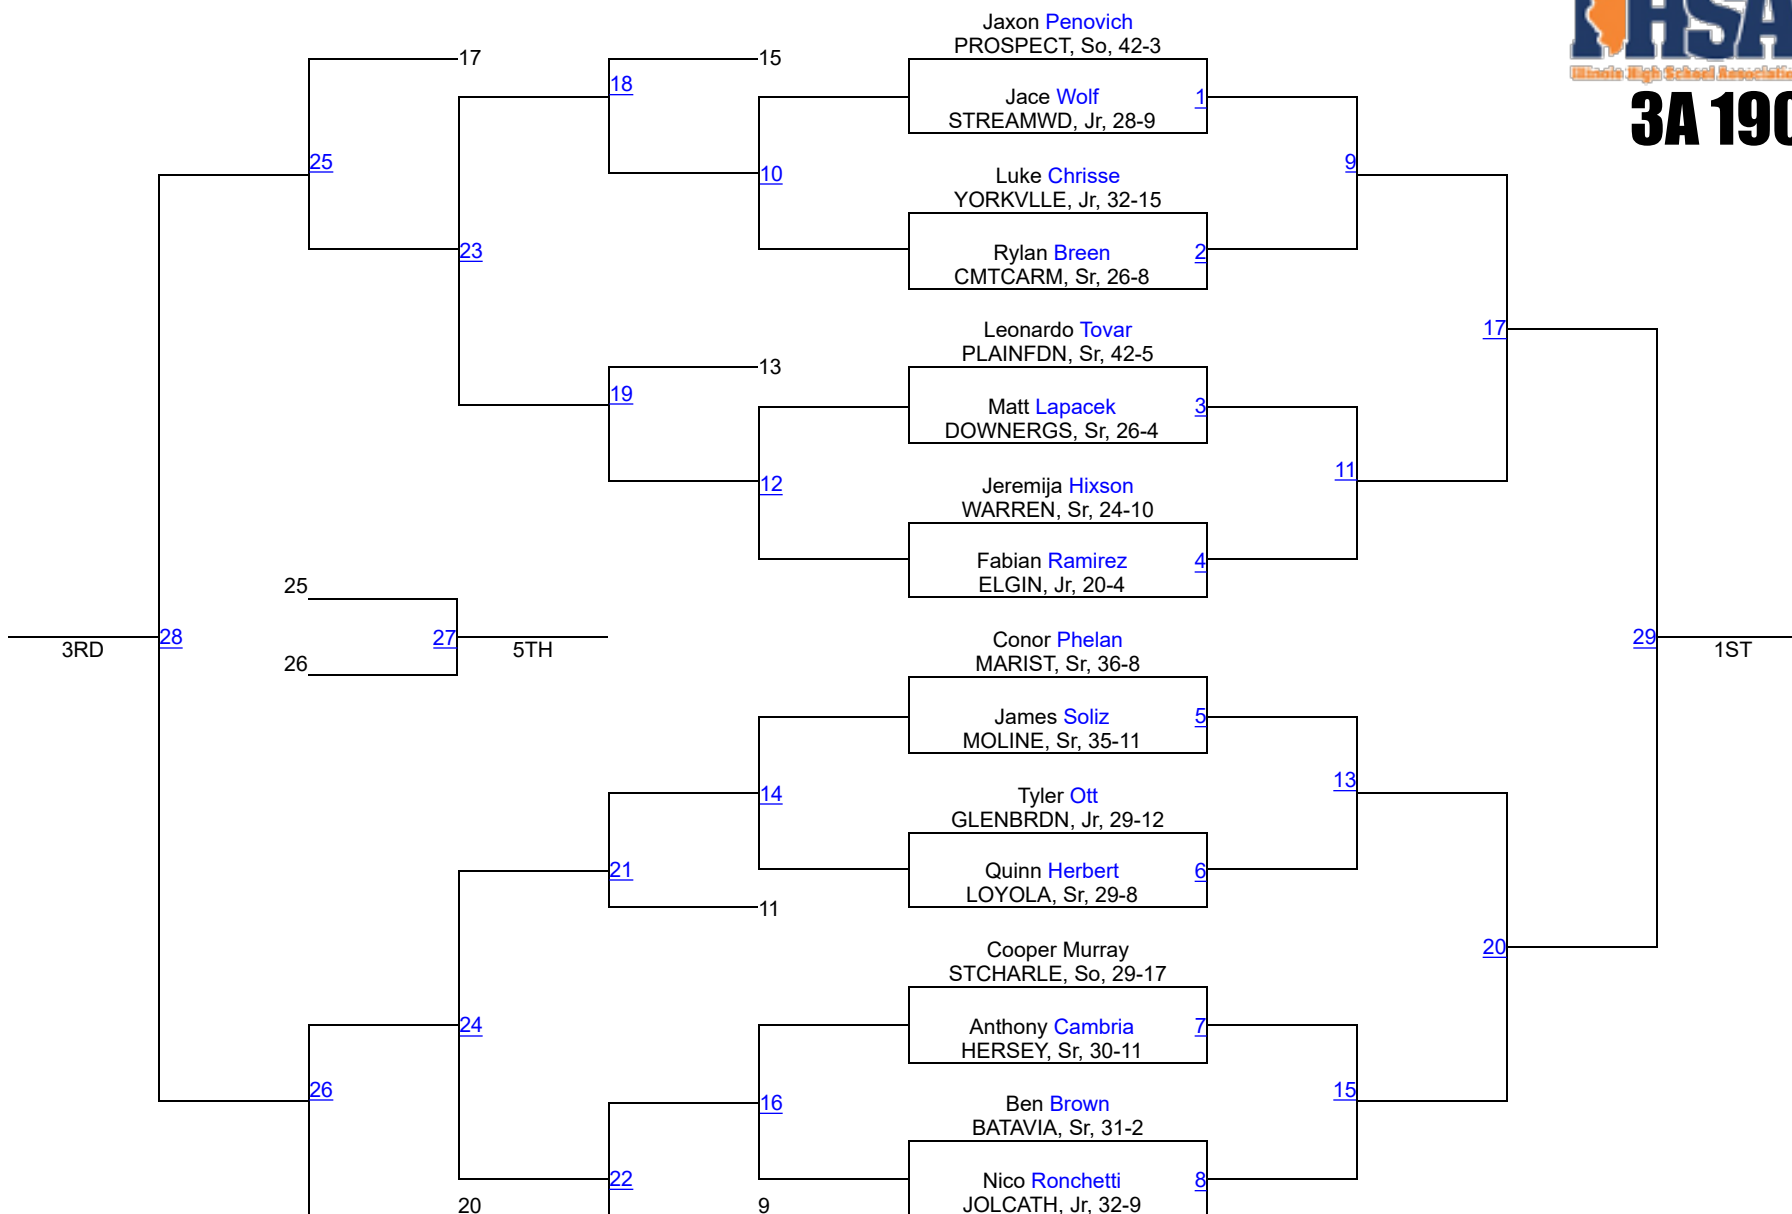 Jaxon Penovich
PROSPECT, So, 42-3
IHSA
Illinois High School Associatio
3A 190
17
15
18
Jace Wolf
1
STREAMWD, Jr, 28-9
25
10
9
Luke Chrisse
YORKVLLE, Jr, 32-15
23
Rylan Breen
2
CMTCARM, Sr, 26-8
Leonardo Tovar
17
PLAINFDN, Sr, 42-5
13
19
Matt Lapacek
3
DOWNERGS, Sr, 26-4
12
11
Jeremija Hixson
WARREN, Sr, 24-10
Fabian Ramirez
4
ELGIN, Jr, 20-4
25
28
3RD
27
5TH
26
Conor Phelan
MARIST, Sr, 36-8
29
1ST
James Soliz
5
MOLINE, Sr, 35-11
14
13
Tyler Ott
GLENBRDN, Jr, 29-12
21
Quinn Herbert
6
LOYOLA, Sr, 29-8
11
Cooper Murray
20
STCHARLE, So, 29-17
24
Anthony Cambria
7
HERSEY, Sr, 30-11
26
16
15
Ben Brown
BATAVIA, Sr, 31-2
22
Nico Ronchetti
8
JOLCATH, Jr, 32-9
20
9